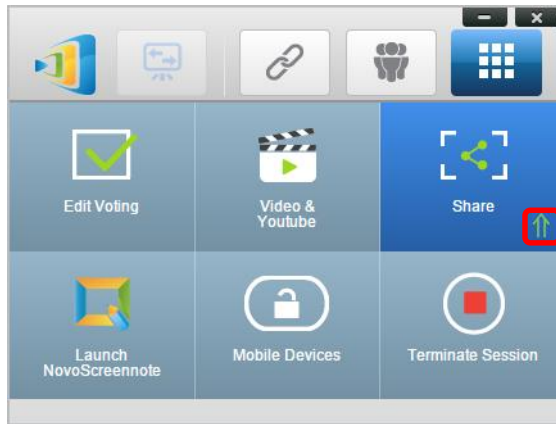 Edit Voting
Video &
Youtube
Share
Launch
NovoScreennote
Mobile Devices
Terminate Session